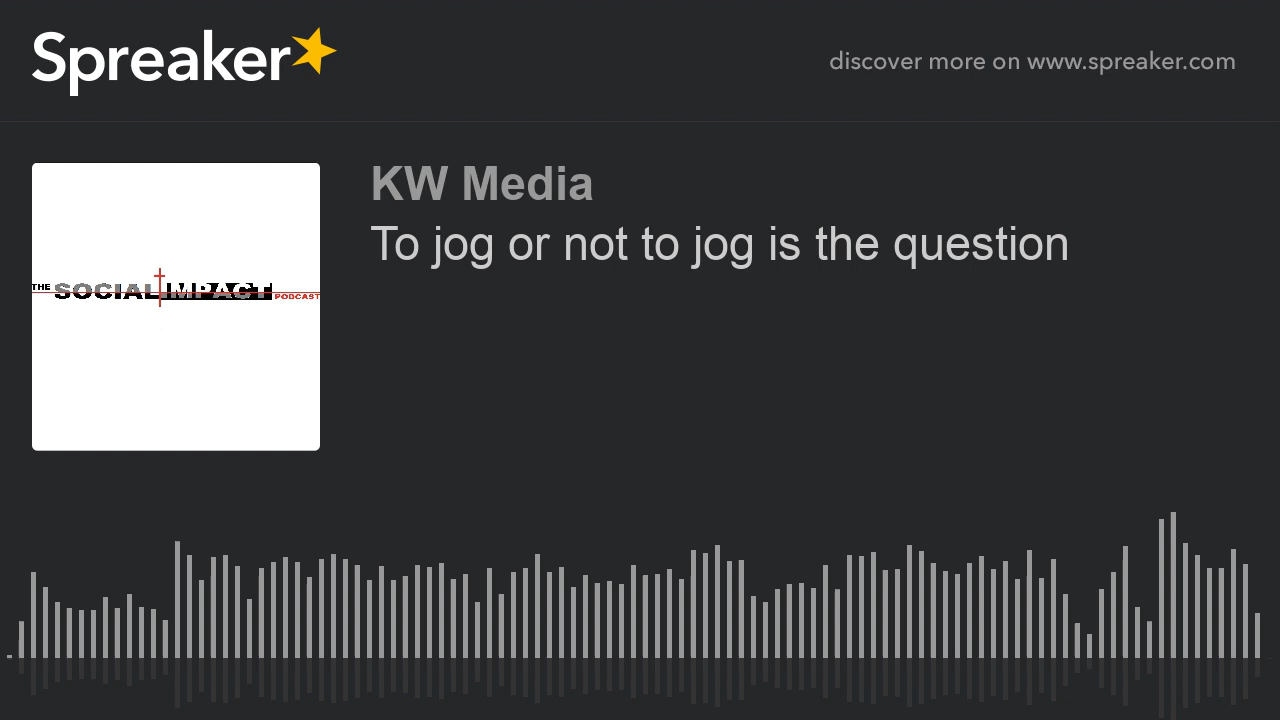 Spreaker
discover more on www.spreaker.com
KW Media
To jog or not to jog is the question
THE SOCIAL IMPACT PODCAST